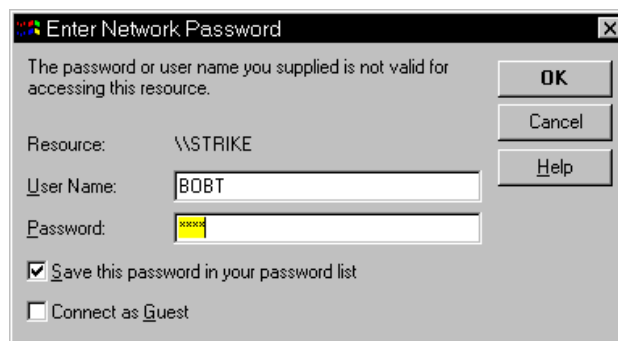 Enter Network Password
The password or user name you supplied is not valid for
accessing this resource.
OK
Cancel
Help
Resource: \\STRIKE
User Name: BOBT
Password: ****
Save this password in your password list
Connect as Guest